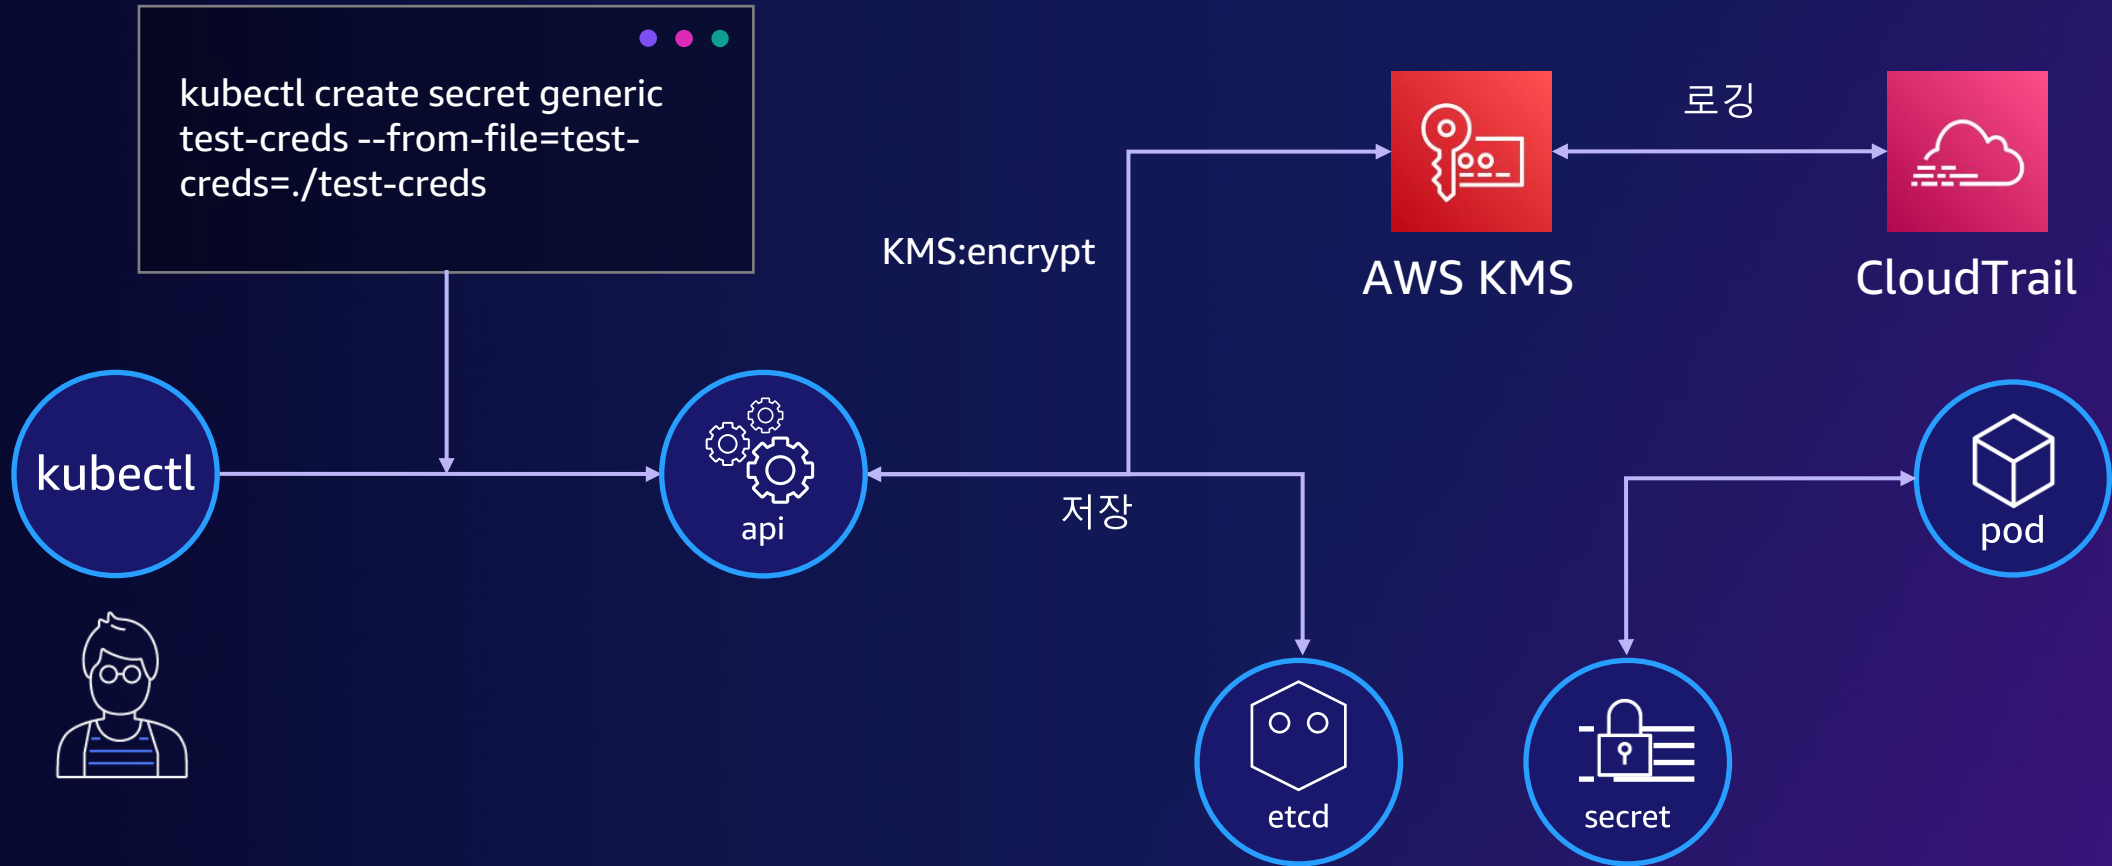 kubectl create secret generic
test-creds --from-file=test-
creds=./test-creds
로깅
KMS:encrypt
AWS KMS
CloudTrail
kubectl
api
저장
pod
etcd
secret